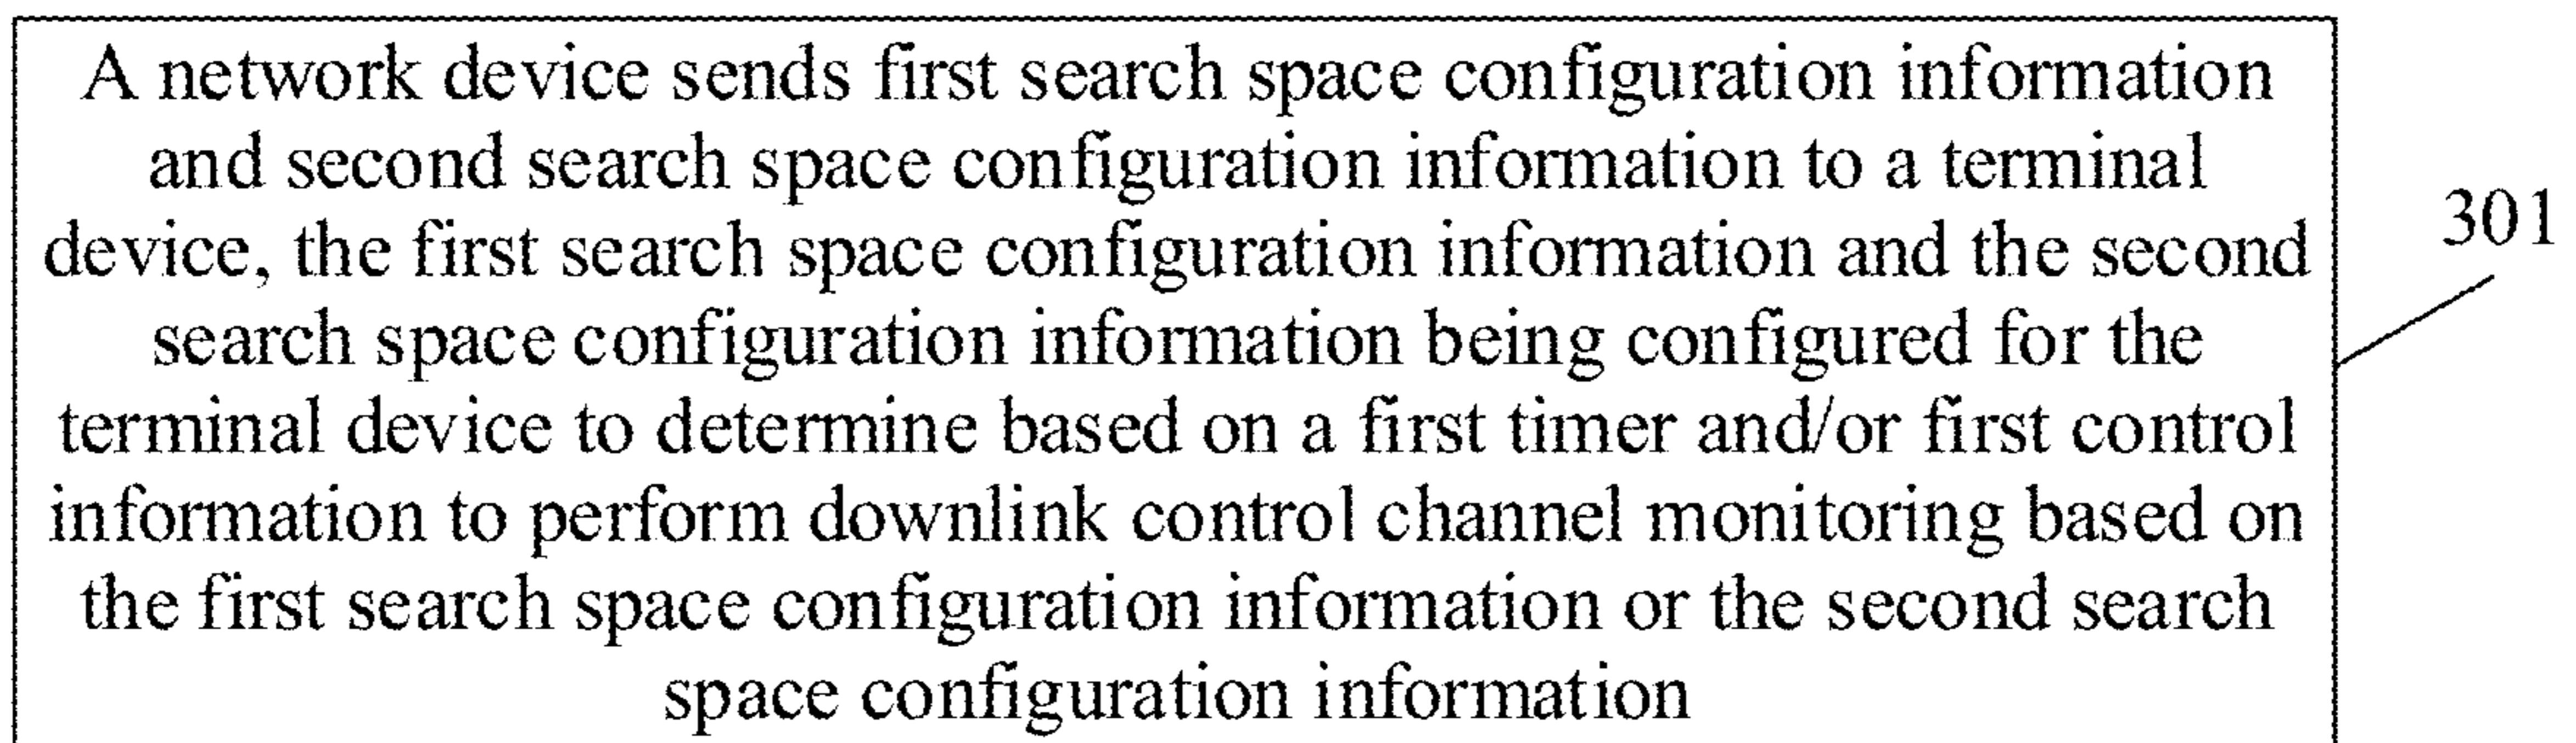 A network device sends first search space configuration information
and second search space configuration information to a terminal
device, the first search space configuration information and the second
search space configuration information being configured for the
terminal device to determine based on a first timer and/or first control
information to perform downlink control channel monitoring based on
the first search space configuration information or the second search
space configuration information
301